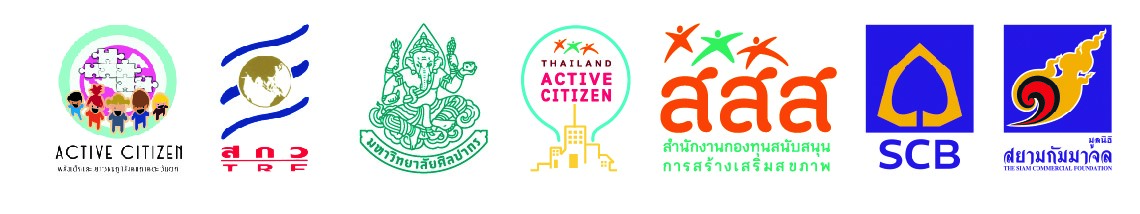 ACTIVE CITIZEN
สกว
TRF
มหาวิทยาลัยศิลปากร
THAILAND
ACTIVE
CITIZEN
สสส
สำนักงานกองทุนสนับสนุน
การสร้างเสริมสุขภาพ
SCB
มูลนิธิ
สยามกัมมาจล
THE SIAM COMMERCIAL FOUNDATION